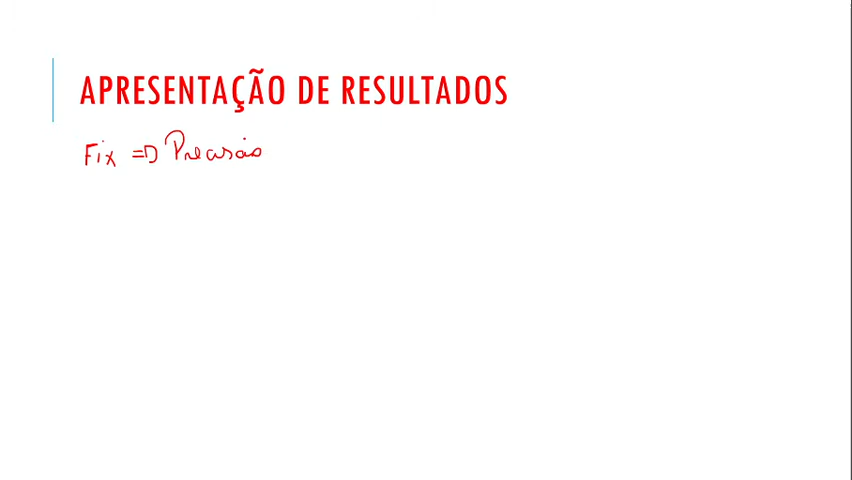 APRESENTAÇÃO DE RESULTADOS
Fix => Precisão